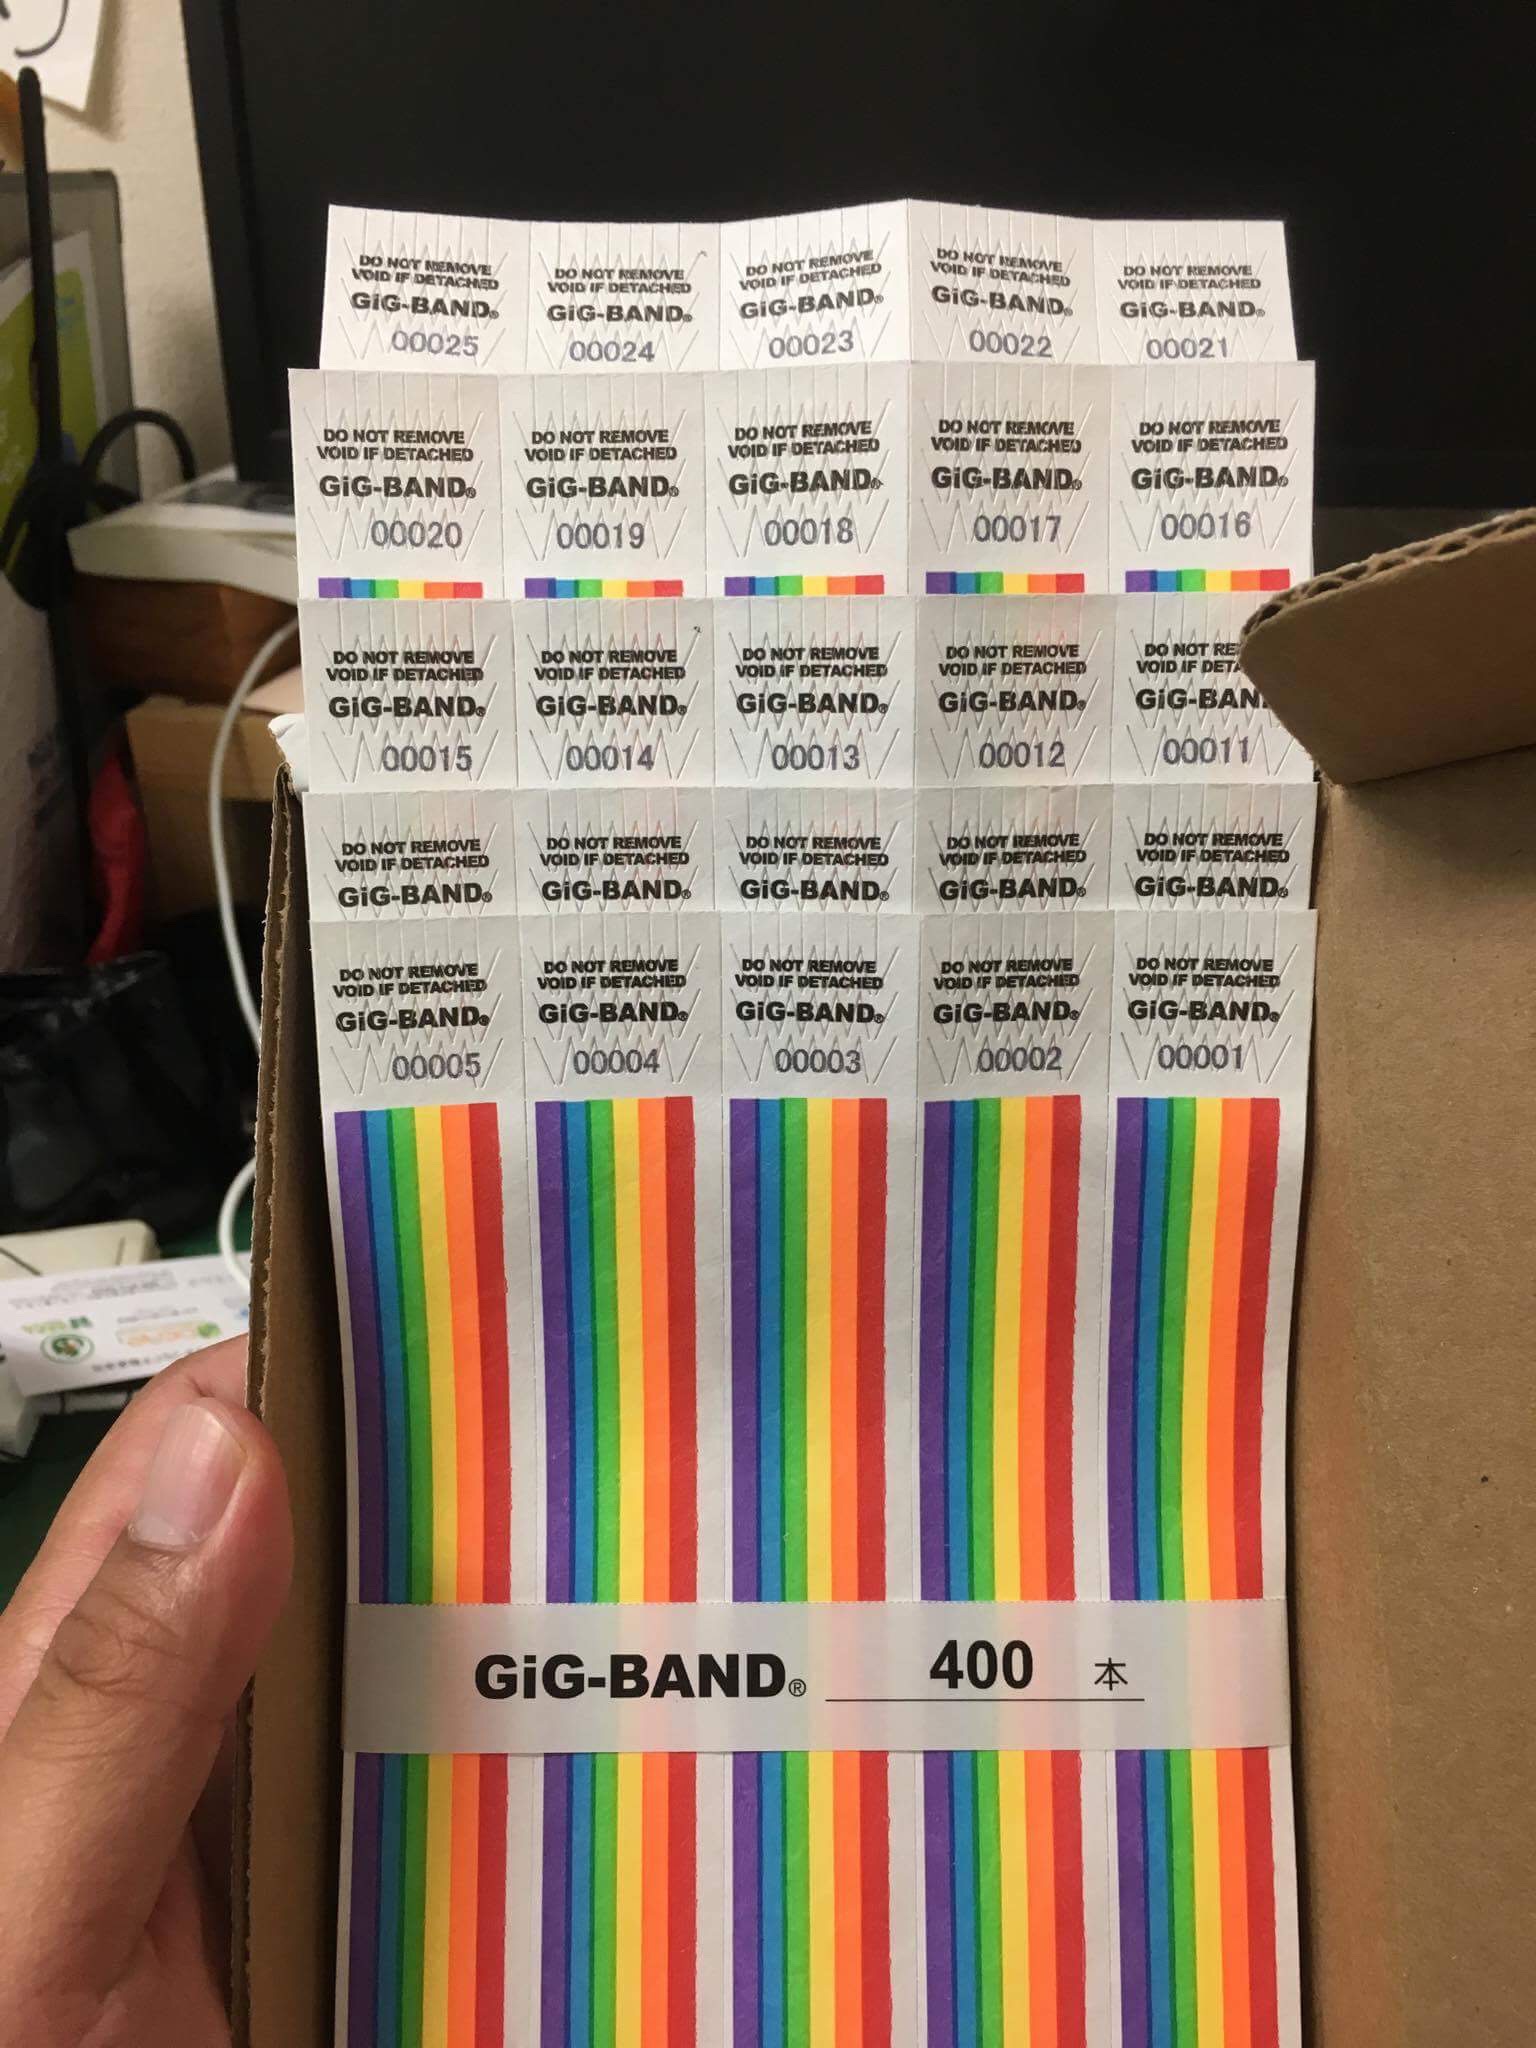 DO NOT REMOVE
VOID IF DETACHED
GiG-BAND®
00025
DO NOT REMOVE
VOID IF DETACHED
GiG-BAND®
00024
DO NOT REMOVE
VOID IF DETACHED
GiG-BAND®
00023
DO NOT REMOVE
VOID IF DETACHED
GiG-BAND®
00022
DO NOT REMOVE
VOID IF DETACHED
GiG-BAND®
00021
DO NOT REMOVE
VOID IF DETACHED
GiG-BAND®
00020
DO NOT REMOVE
VOID IF DETACHED
GiG-BAND®
00019
DO NOT REMOVE
VOID IF DETACHED
GiG-BAND®
00018
DO NOT REMOVE
VOID IF DETACHED
GiG-BAND®
00017
DO NOT REMOVE
VOID IF DETACHED
GiG-BAND®
00016
DO NOT REMOVE
VOID IF DETACHED
GiG-BAND®
00015
DO NOT REMOVE
VOID IF DETACHED
GiG-BAND®
00014
DO NOT REMOVE
VOID IF DETACHED
GiG-BAND®
00013
DO NOT REMOVE
VOID IF DETACHED
GiG-BAND®
00012
DO NOT RE
VOID IF DETA
GiG-BAN
00011
DO NOT REMOVE
VOID IF DETACHED
GiG-BAND®
DO NOT REMOVE
VOID IF DETACHED
GiG-BAND®
DO NOT REMOVE
VOID IF DETACHED
GiG-BAND®
DO NOT REMOVE
VOID IF DETACHED
GiG-BAND®
DO NOT REMOVE
VOID IF DETACHED
GiG-BAND®
DO NOT REMOVE
VOID IF DETACHED
GiG-BAND®
00005
DO NOT REMOVE
VOID IF DETACHED
GiG-BAND®
00004
DO NOT REMOVE
VOID IF DETACHED
GiG-BAND®
00003
DO NOT REMOVE
VOID IF DETACHED
GiG-BAND®
00002
DO NOT REMOVE
VOID IF DETACHED
GiG-BAND®
00001
GiG-BAND® 400 本